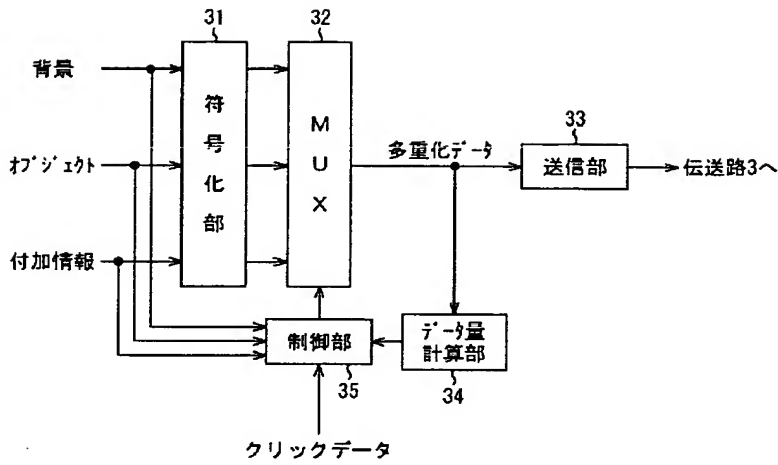 31
32
背景
オブジェクト
付加情報
符号化部
MUX
多重化データ
33
送信部
伝送路3へ
制御部
35
データ量
計算部
34
クリックデータ